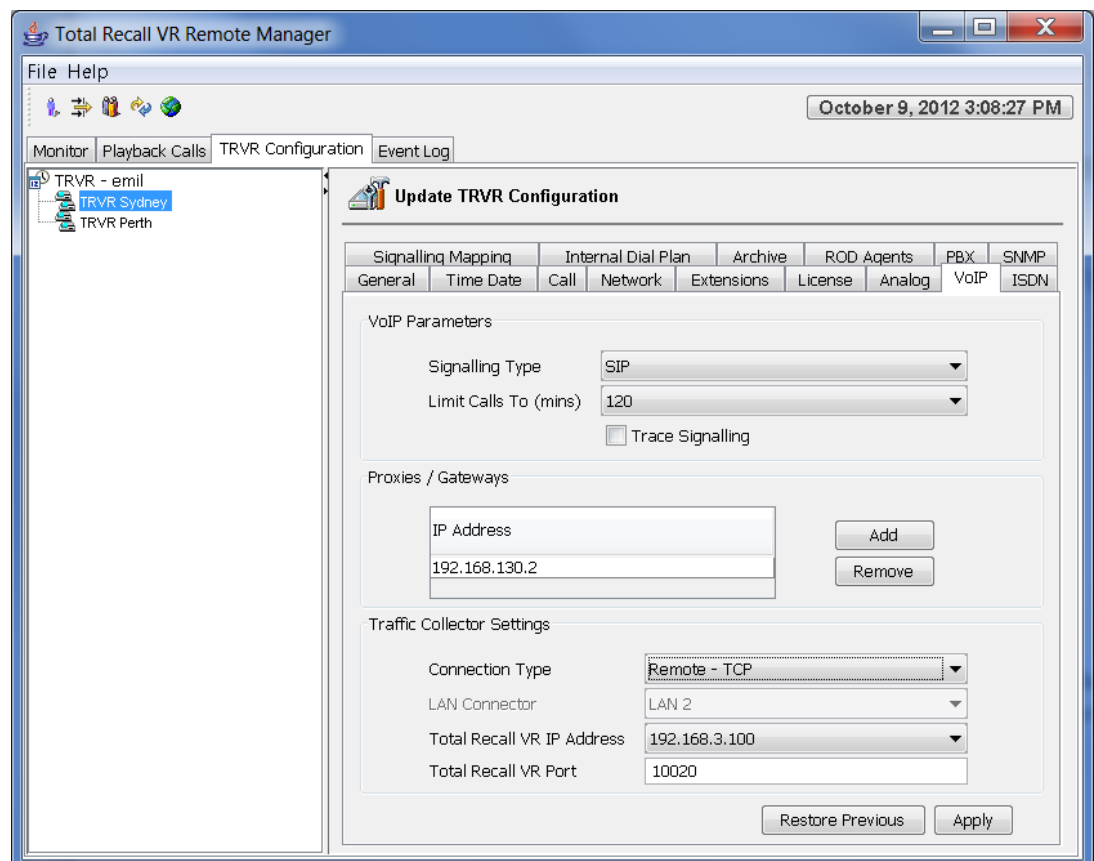 Total Recall VR Remote Manager
File Help
October 9, 2012 3:08:27 PM
Monitor Playback Calls TRVR Configuration Event Log
TRVR - emil
TRVR Sydney
TRVR Perth
Update TRVR Configuration
Signalling Mapping Internal Dial Plan Archive ROD Agents PBX SNMP
General Time Date Call Network Extensions License Analog VoIP ISDN
VoIP Parameters
Signalling Type SIP
Limit Calls To (mins) 120
Trace Signalling
Proxies / Gateways
IP Address
Add
192.168.130.2
Remove
Traffic Collector Settings
Connection Type Remote - TCP
LAN Connector LAN 2
Total Recall VR IP Address 192.168.3.100
Total Recall VR Port 10020
Restore Previous Apply